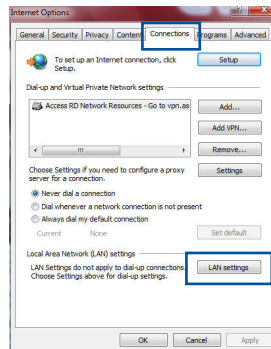 Internet Options
General Security Privacy Content Connections Programs Advanced
To set up an Internet connection, click Setup.
Setup
Dial-up and Virtual Private Network settings
Access RD Network Resources - Go to vpn.as
Add...
Add VPN...
Remove...
Choose Settings if you need to configure a proxy server for a connection.
Settings
Never dial a connection
Dial whenever a network connection is not present
Always dial my default connection
Current None
Set default
Local Area Network (LAN) settings
LAN Settings do not apply to dial-up connections. Choose Settings above for dial-up settings.
LAN settings
OK Cancel Apply